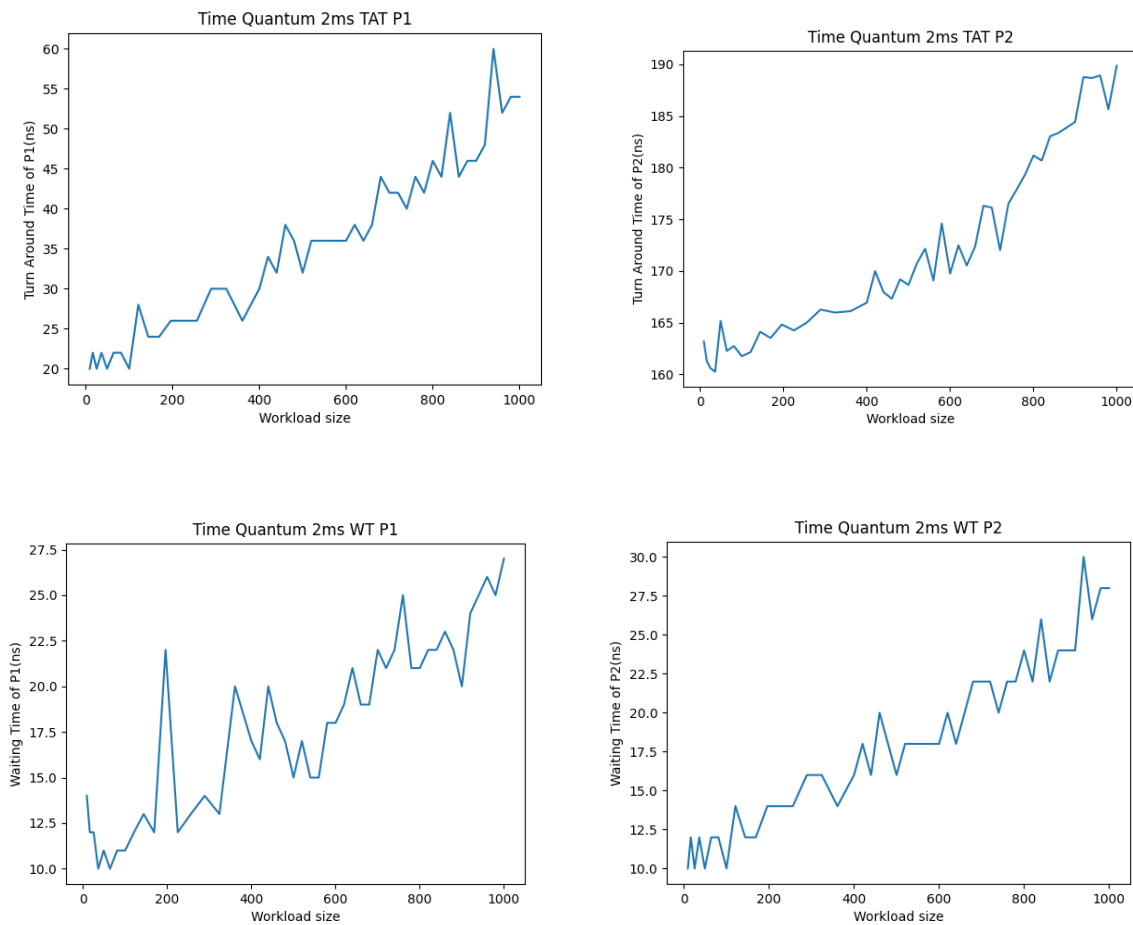 Time Quantum 2ms TAT P1
60
55
50
45
40
35
30
25
20
Turn Around Time of P1(ns)
0 200 400 600 800 1000
Workload size
Time Quantum 2ms TAT P2
190
185
180
175
170
165
160
Turn Around Time of P2(ns)
0 200 400 600 800 1000
Workload size
Time Quantum 2ms WT P1
27.5
25.0
22.5
20.0
17.5
15.0
12.5
10.0
Waiting Time of P1(ns)
0 200 400 600 800 1000
Workload size
Time Quantum 2ms WT P2
30.0
27.5
25.0
22.5
20.0
17.5
15.0
12.5
10.0
Waiting Time of P2(ns)
0 200 400 600 800 1000
Workload size